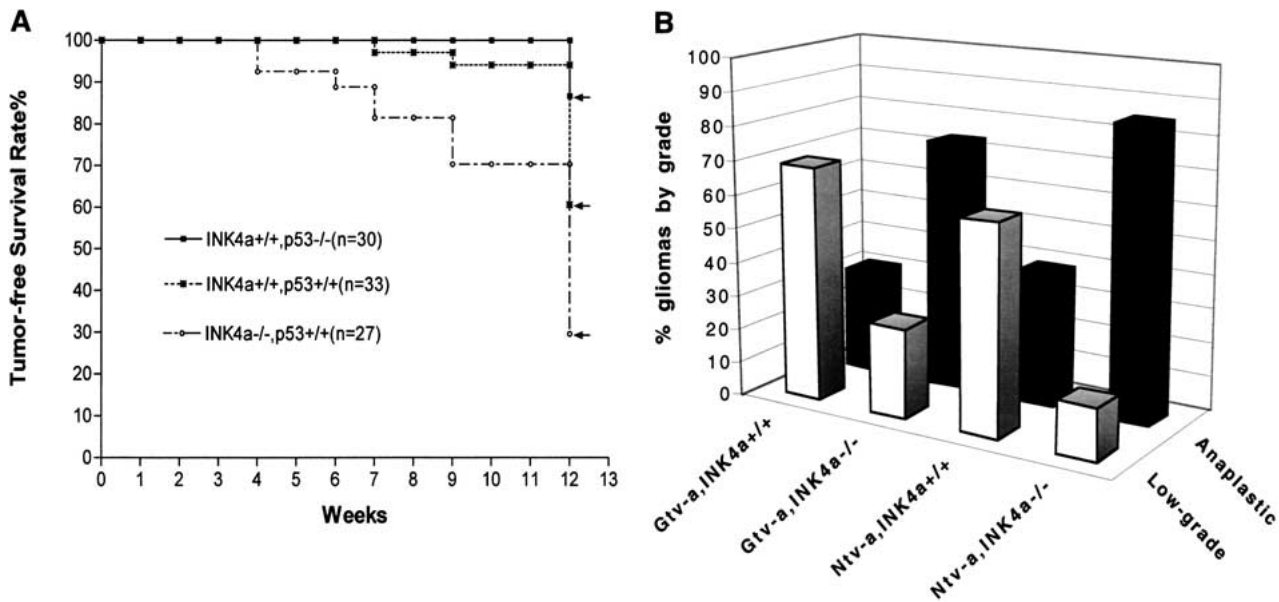 A
Tumor-free Survival Rate%
100
90
80
70
60
50
40
30
20
10
0
INK4a+/+,p53-/-(n=30)
INK4a+/+,p53+/+(n=33)
INK4a-/-,p53+/+(n=27)
0 1 2 3 4 5 6 7 8 9 10 11 12 13
Weeks
B
% gliomas by grade
100
90
80
70
60
50
40
30
20
10
0
Gtv-a,INK4a+/+
Gtv-a,INK4a-/-
Ntv-a,INK4a+/+
Ntv-a,INK4a-/-
Anaplastic
Low-grade